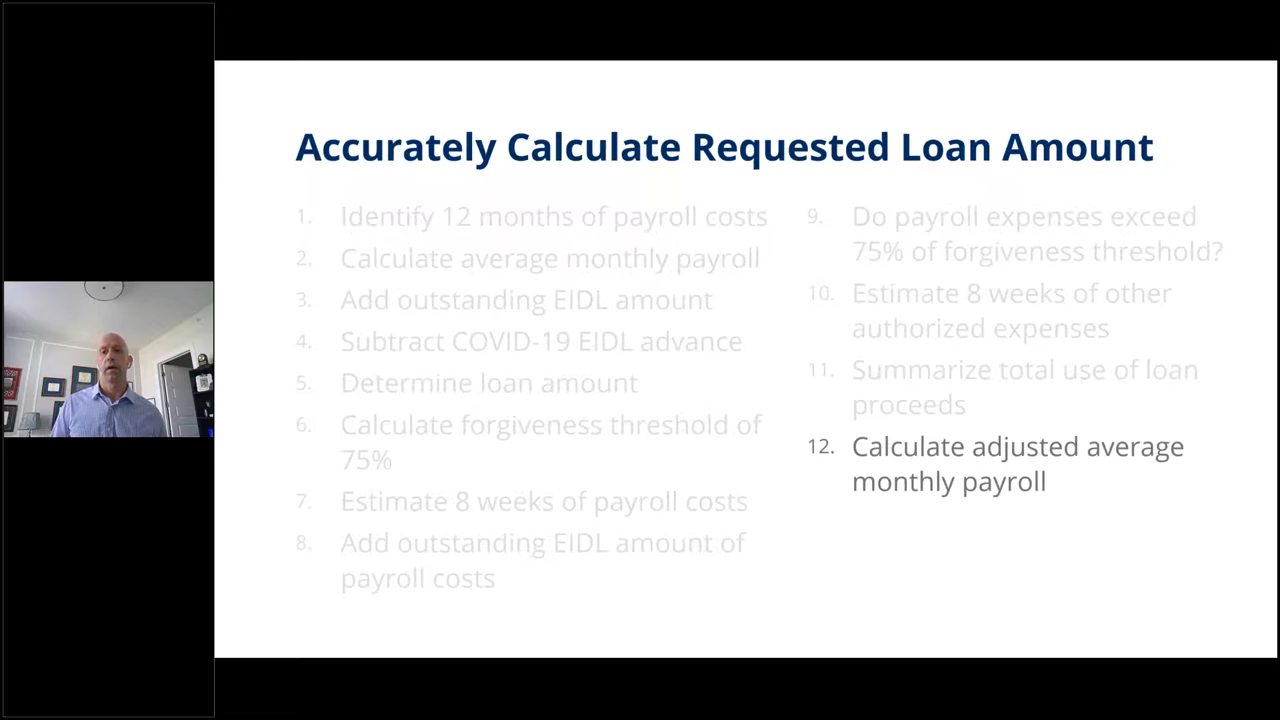 Accurately Calculate Requested Loan Amount
1. Identify 12 months of payroll costs
2. Calculate average monthly payroll
3. Add outstanding EIDL amount
4. Subtract COVID-19 EIDL advance
5. Determine loan amount
6. Calculate forgiveness threshold of
75%
7. Estimate 8 weeks of payroll costs
8. Add outstanding EIDL amount of
payroll costs
9. Do payroll expenses exceed
75% of forgiveness threshold?
10. Estimate 8 weeks of other
authorized expenses
11. Summarize total use of loan
proceeds
12. Calculate adjusted average
monthly payroll